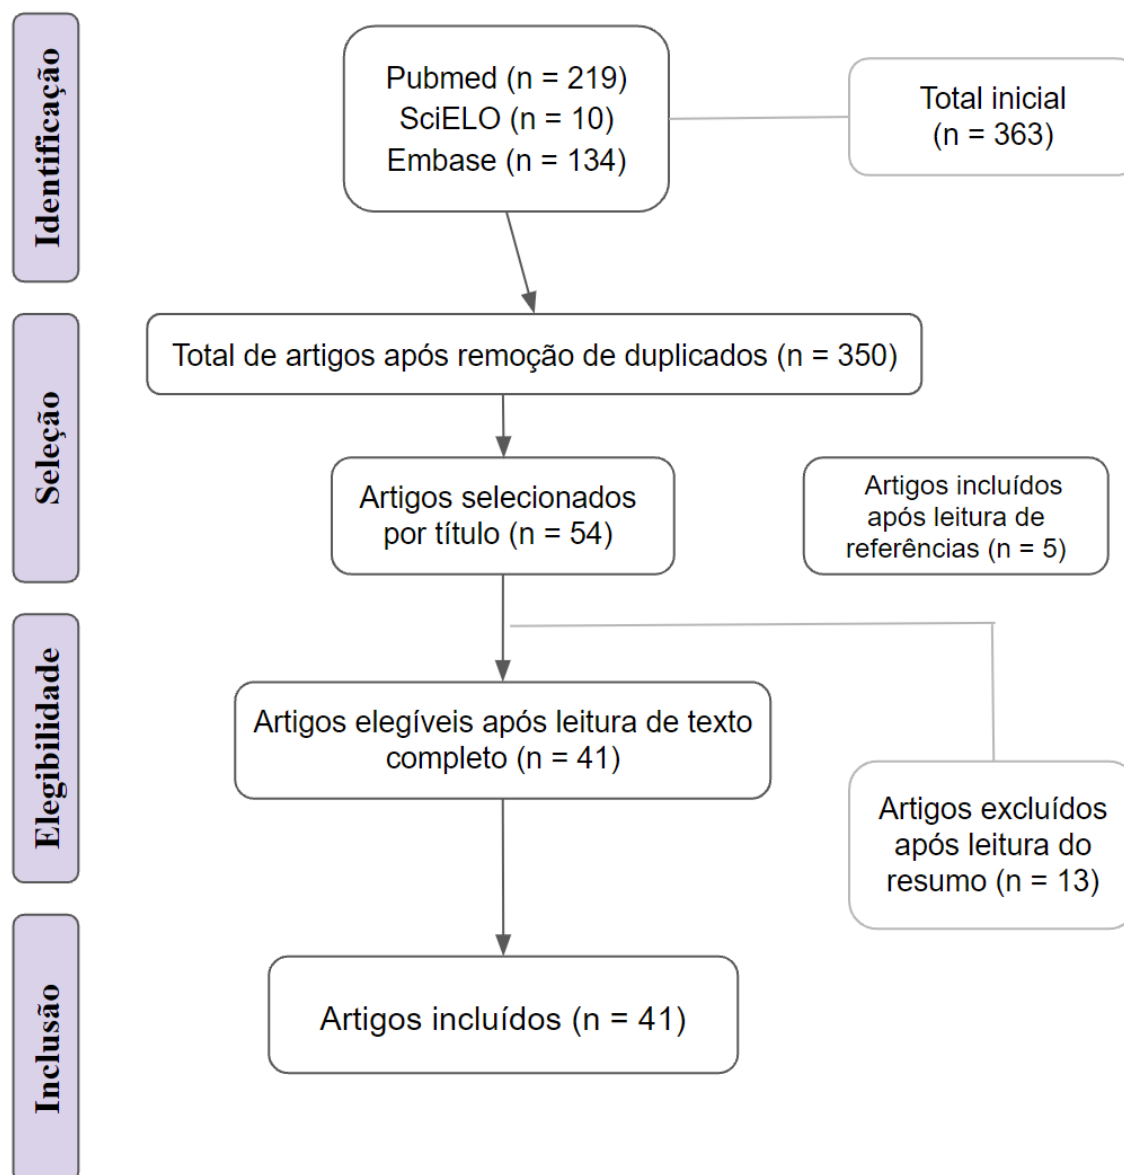 Identificação
Pubmed (n = 219)
SciELO (n = 10)
Embase (n = 134)
Total inicial
(n = 363)
Seleção
Total de artigos após remoção de duplicados (n = 350)
Artigos selecionados
por título (n = 54)
Artigos incluídos
após leitura de
referências (n = 5)
Elegibilidade
Artigos elegíveis após leitura de texto
completo (n = 41)
Artigos excluídos
após leitura do
resumo (n = 13)
Inclusão
Artigos incluídos (n = 41)